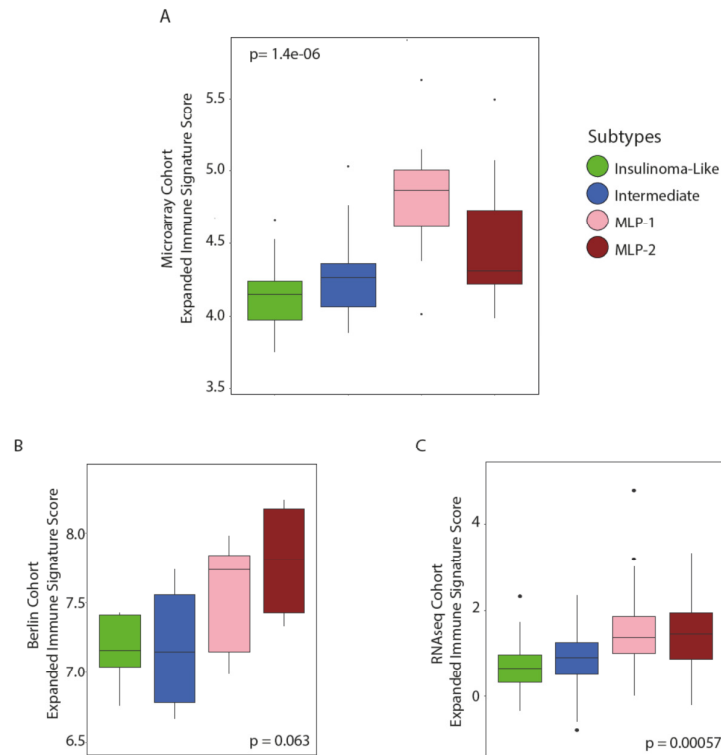 A
p= 1.4e-06
Microarray Cohort
Expanded Immune Signature Score
5.5
5.0
4.5
4.0
3.5
Subtypes
Insulinoma-Like
Intermediate
MLP-1
MLP-2
B
Berlin Cohort
Expanded Immune Signature Score
8.0
7.5
7.0
6.5
p = 0.063
C
RNAseq Cohort
Expanded Immune Signature Score
4
2
0
p = 0.00057